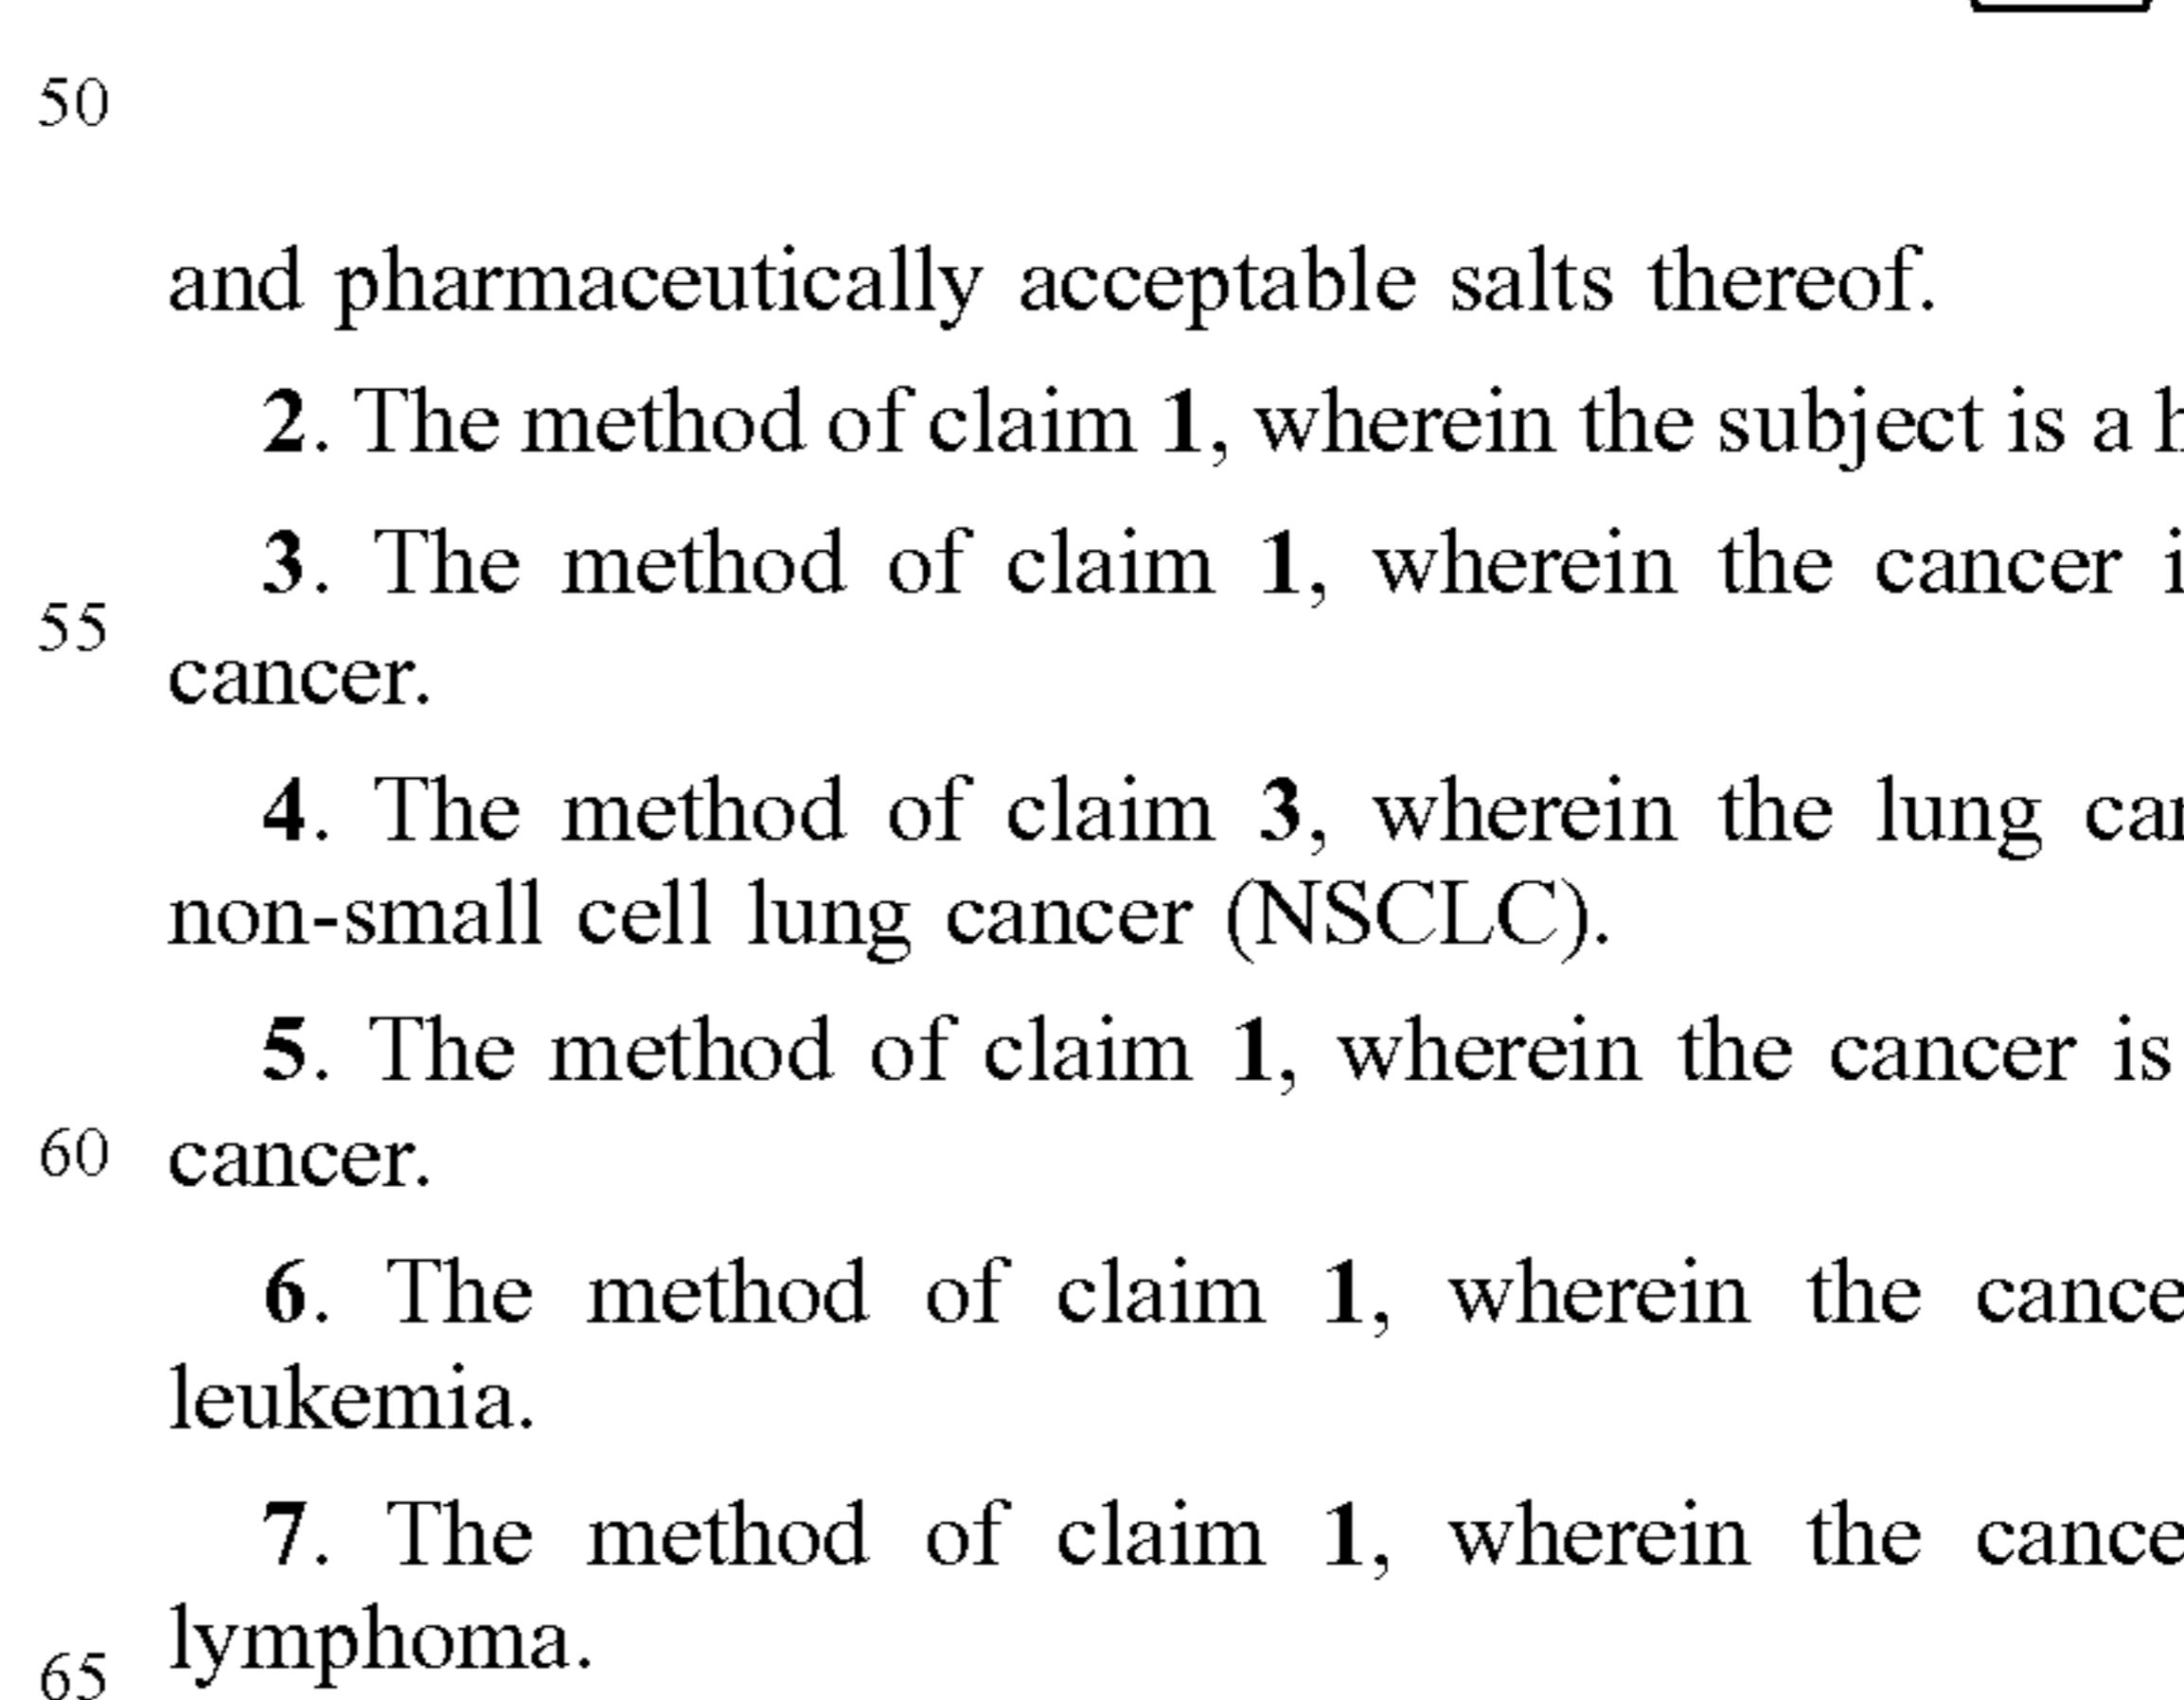 50
and pharmaceutically acceptable salts thereof.
2. The method of claim 1, wherein the subject is a
3. The method of claim 1, wherein the cancer
55
cancer.
4. The method of claim 3, wherein the lung
non-small cell lung cancer (NSCLC).
5. The method of claim 1, wherein the cancer is
60 cancer.
6. The method of claim 1, wherein the
leukemia.
7. The method of claim 1, wherein the
lymphoma.
65